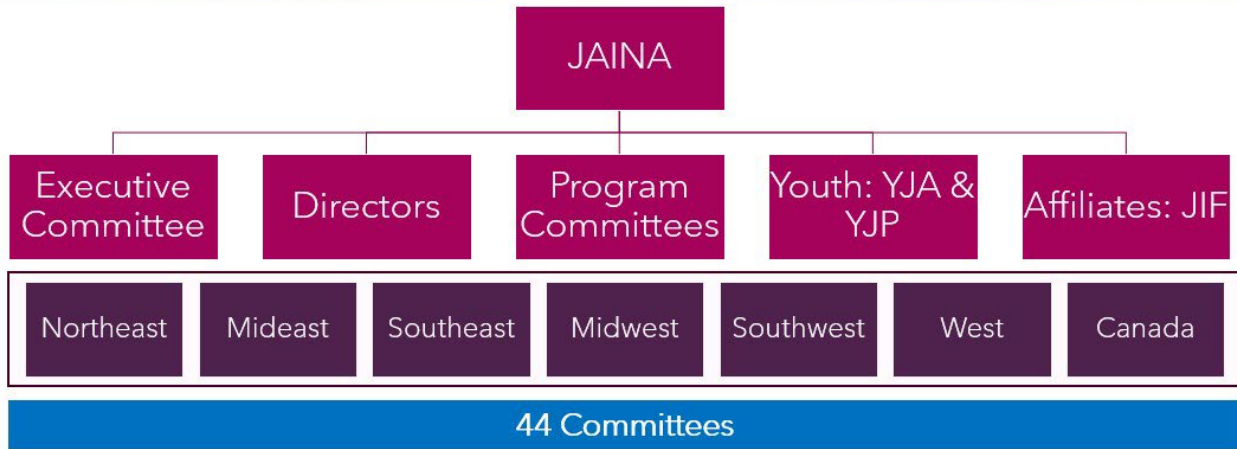 JAINA
Executive
Committee
Directors
Program
Committees
Youth: YJA &
YJP
Affiliates: JIF
Northeast
Mideast
Southeast
Midwest
Southwest
West
Canada
44 Committees